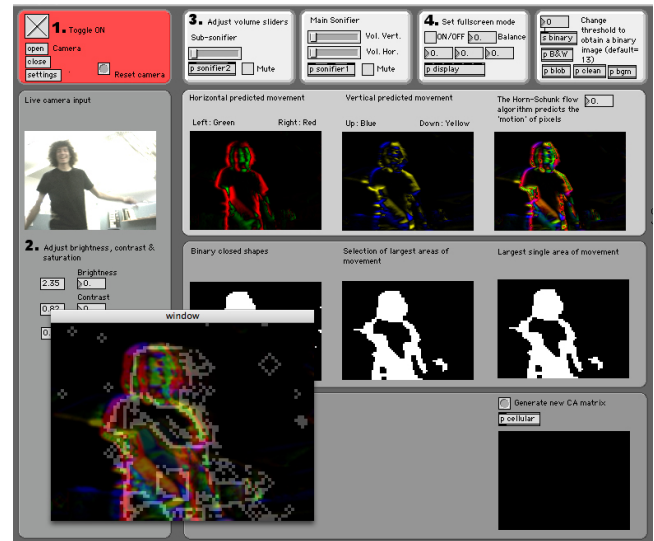 1. Toggle ON
open Camera
close
settings
Reset camera
3. Adjust volume sliders
Sub-sonifier
p sonifier2
Mute
Main Sonifier
Vol. Vert.
Vol. Hor.
p sonifier1
Mute
4. Set fullscreen mode
ON/OFF 0. Balance
0. 0. 0.
p display
0
s binary
p B&W
p blob p clean p bgm
Change
threshold to
obtain a binary
image (default=
13)
Live camera input
2. Adjust brightness, contrast &
saturation
Brightness
2.35 0.
Contrast
0.82 0.
0.
Horizontal predicted movement
Left: Green Right: Red
Vertical predicted movement
Up: Blue Down: Yellow
The Horn-Schunk flow
algorithm predicts the
'motion' of pixels
0.
Binary closed shapes
Selection of largest areas of
movement
Largest single area of movement
window
Generate new CA matrix
p cellular